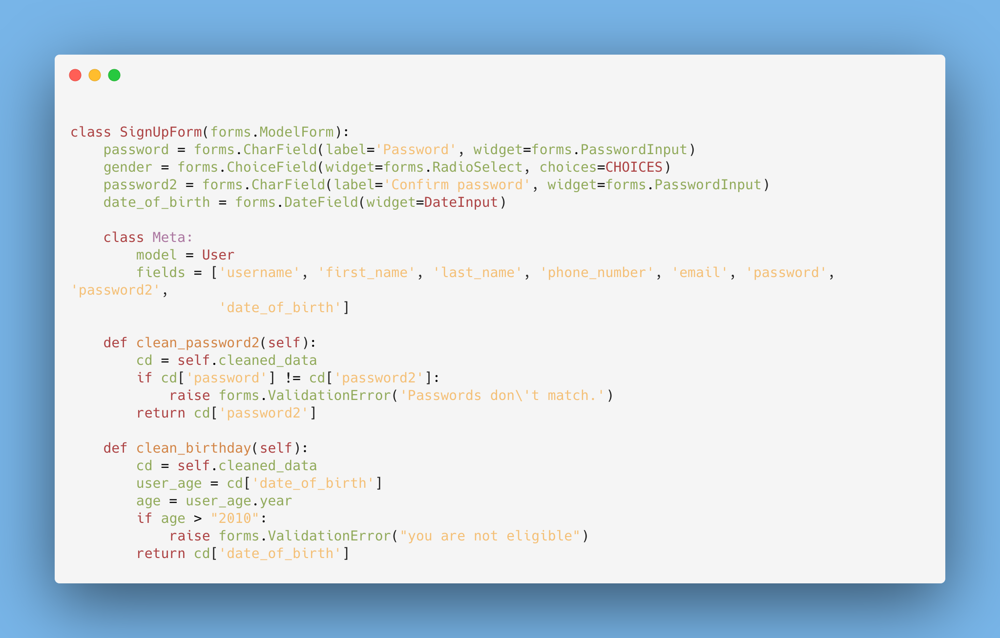 class SignUpForm(forms.ModelForm):
    password = forms.CharField(label='Password', widget=forms.PasswordInput)
    gender = forms.ChoiceField(widget=forms.RadioSelect, choices=CHOICES)
    password2 = forms.CharField(label='Confirm password', widget=forms.PasswordInput)
    date_of_birth = forms.DateField(widget=DateInput)

    class Meta:
        model = User
        fields = ['username', 'first_name', 'last_name', 'phone_number', 'email', 'password',
'password2',
                  'date_of_birth']

    def clean_password2(self):
        cd = self.cleaned_data
        if cd['password'] != cd['password2']:
            raise forms.ValidationError('Passwords don\'t match.')
        return cd['password2']

    def clean_birthday(self):
        cd = self.cleaned_data
        user_age = cd['date_of_birth']
        age = user_age.year
        if age > "2010":
            raise forms.ValidationError("you are not eligible")
        return cd['date_of_birth']